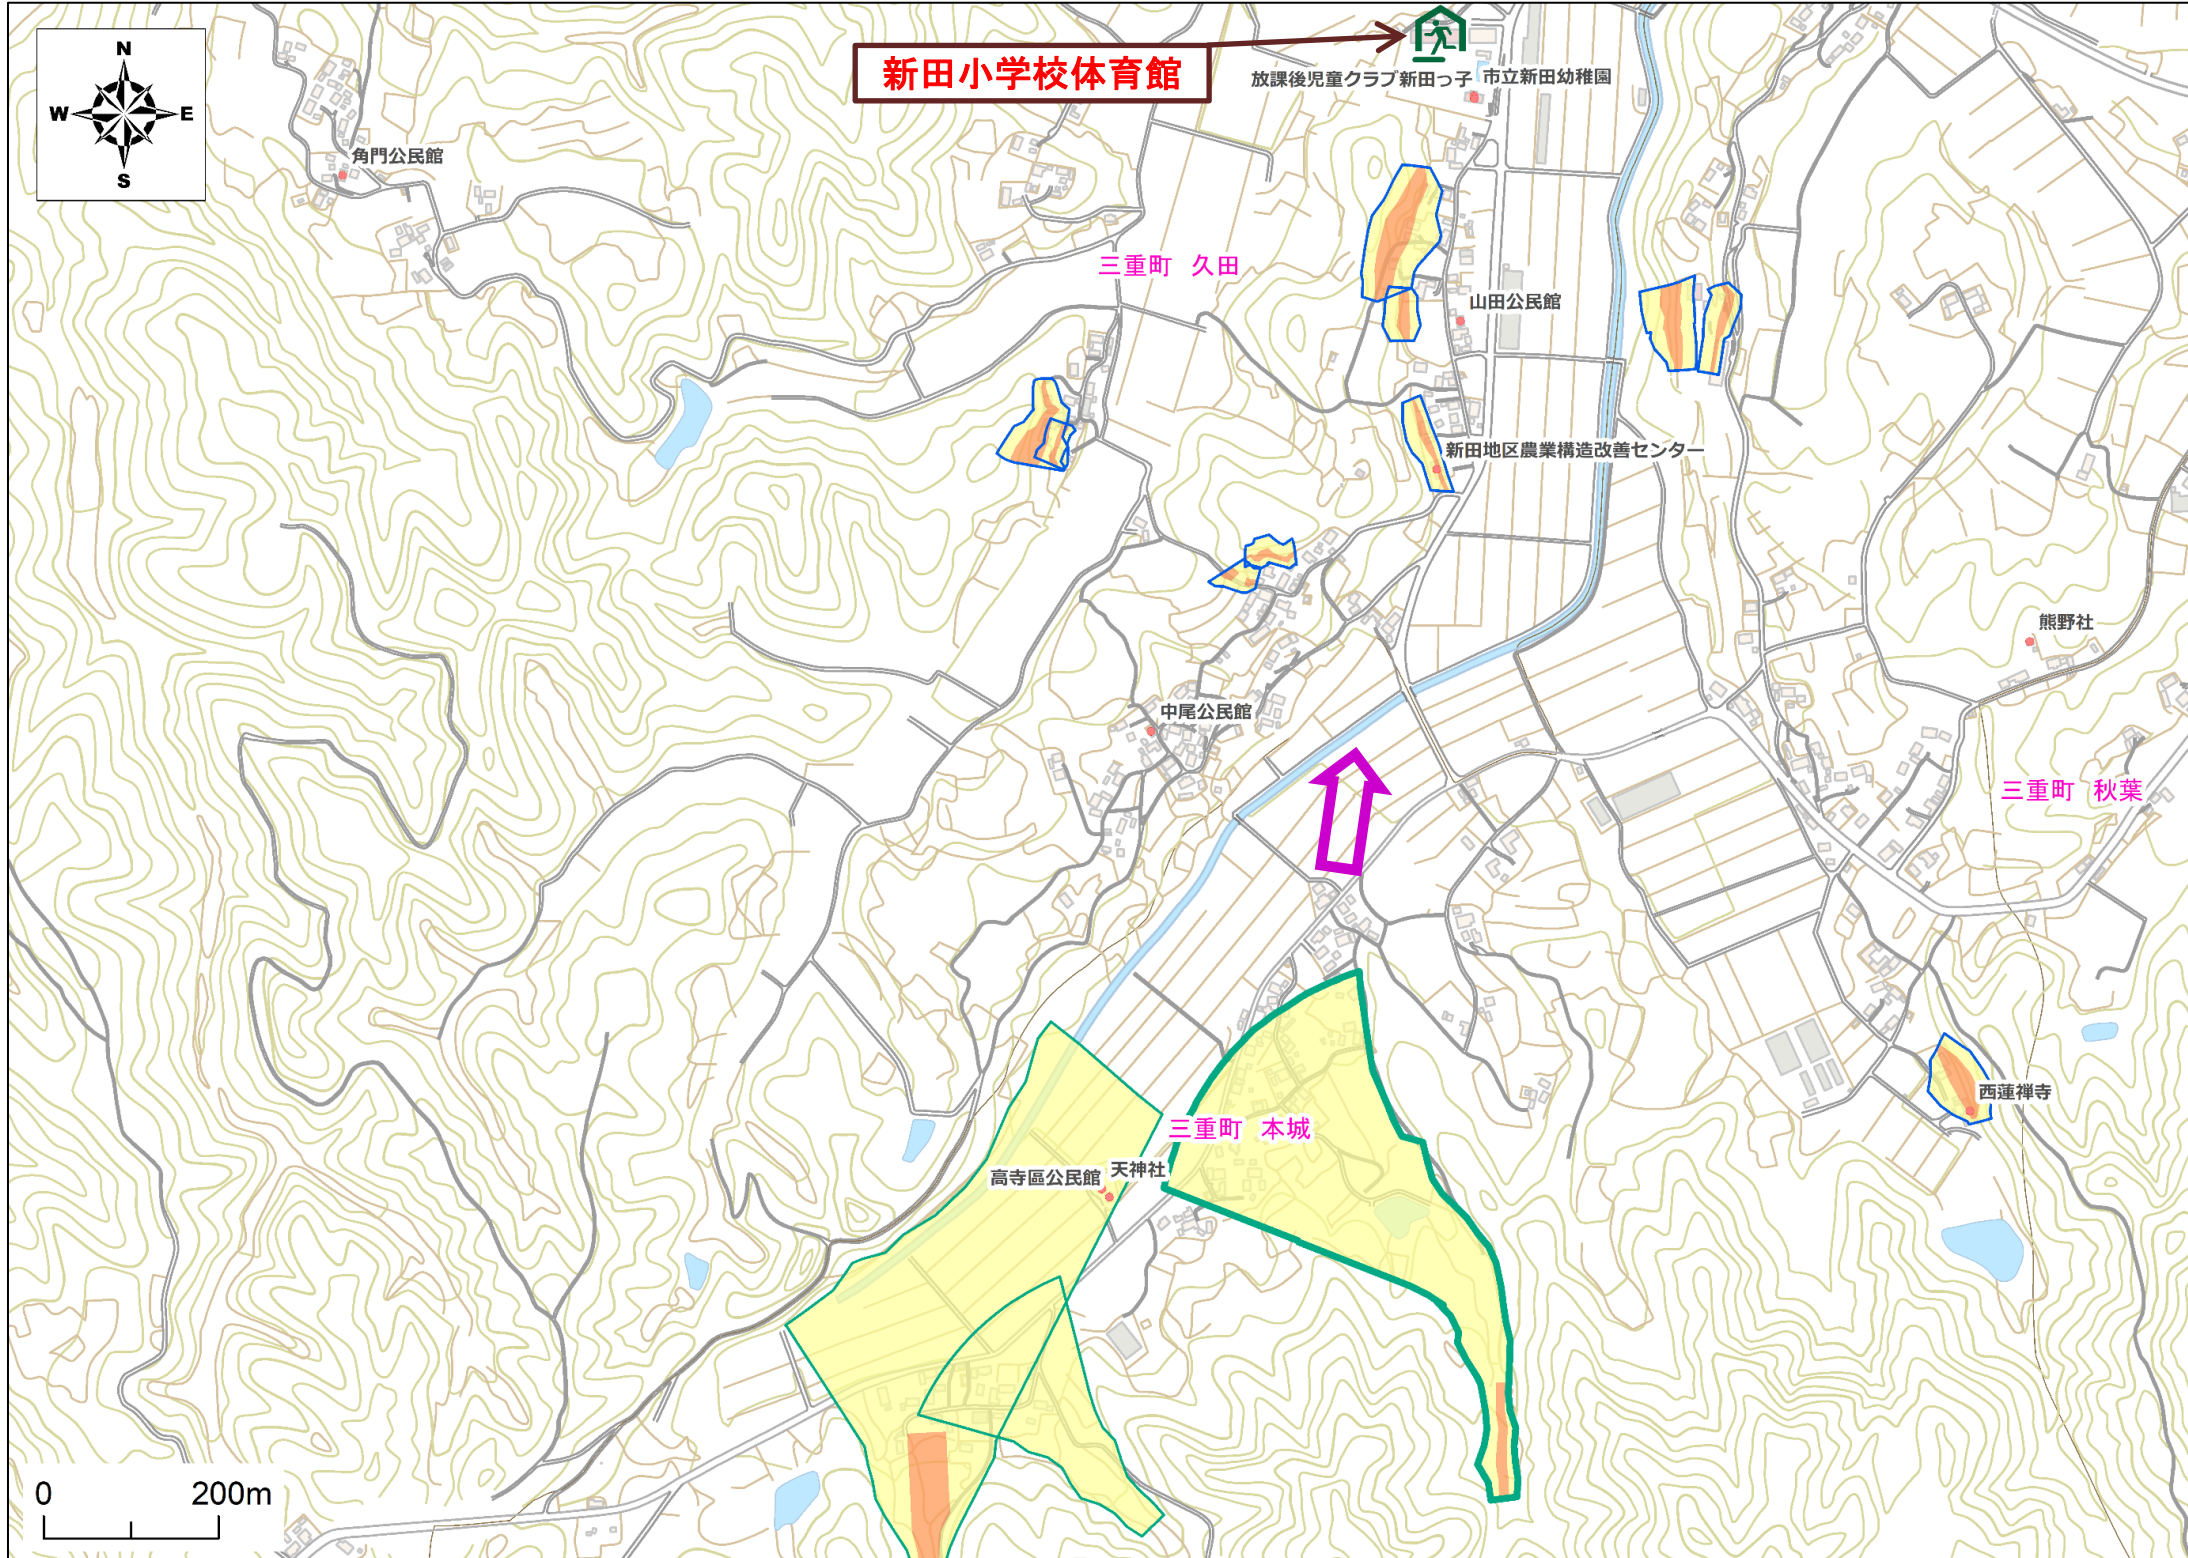 N
W
E
S
新田小学校体育館
放課後児童クラブ新田っ子
市立新田幼稚園
角門公民館
三重町 久田
山田公民館
新田地区農業構造改善センター
熊野社
中尾公民館
三重町 秋葉
西蓮禅寺
三重町 本城
高寺區公民館
天神社
0
200m